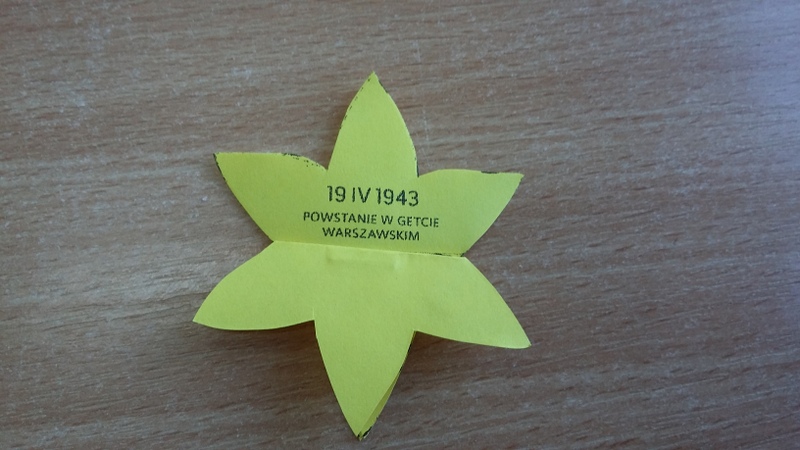 19 IV 1943
POWSTANIE W GETCIE
WARSZAWSKIM